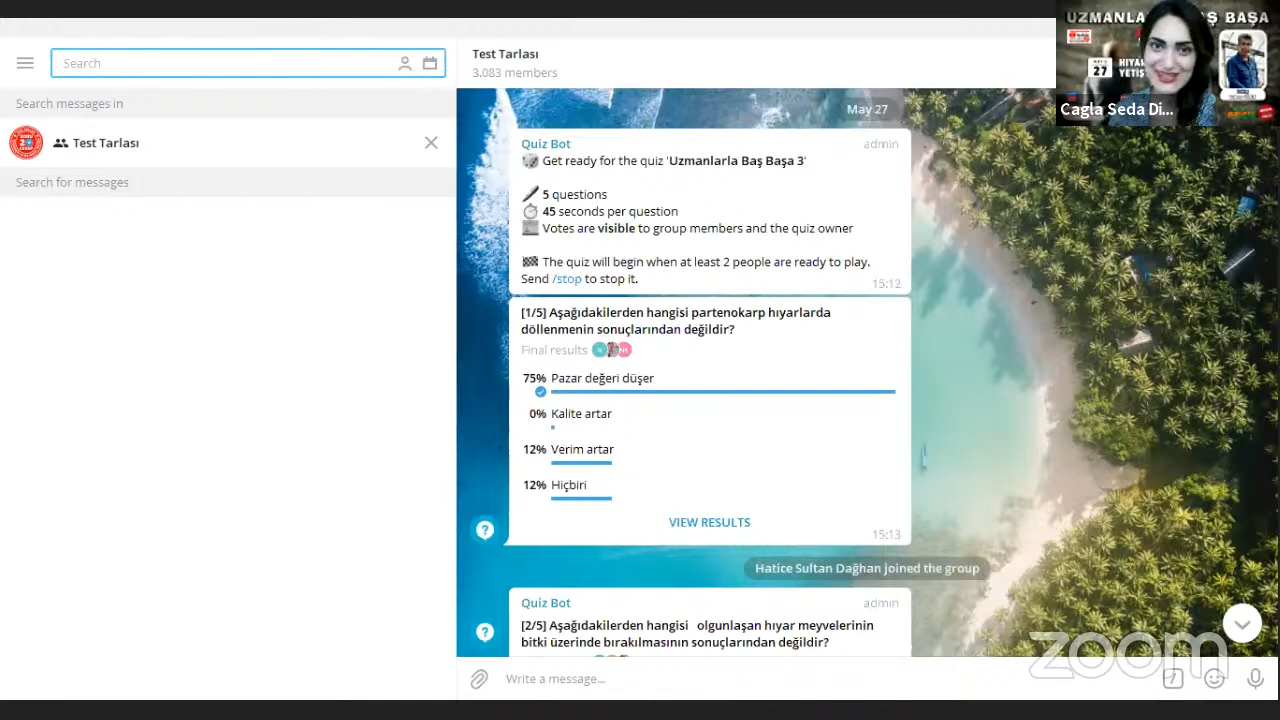 Search
Search messages in
Test Tarlası
Search for messages
Test Tarlası
3.083 members
May 27
Quiz Bot
admin
Get ready for the quiz 'Uzmanlarla Baş Başa 3'
5 questions
45 seconds per question
Votes are visible to group members and the quiz owner
The quiz will begin when at least 2 people are ready to play.
Send /stop to stop it.
15:12
[1/5] Aşağıdakilerden hangisi partenokarp hıyarlarda
döllenmenin sonuçlarından değildir?
Final results
75% Pazar değeri düşer
0% Kalite artar
12% Verim artar
12% Hiçbiri
VIEW RESULTS
15:13
Hatice Sultan Dağhan joined the group
Quiz Bot
admin
[2/5] Aşağıdakilerden hangisi olgunlaşan hıyar meyvelerinin
bitki üzerinde bırakılmasının sonuçlarından değildir?
Write a message...
UZMANLA Ş BAŞA
27
HIYA
YETİŞ
Cagla Seda Di...
zoom